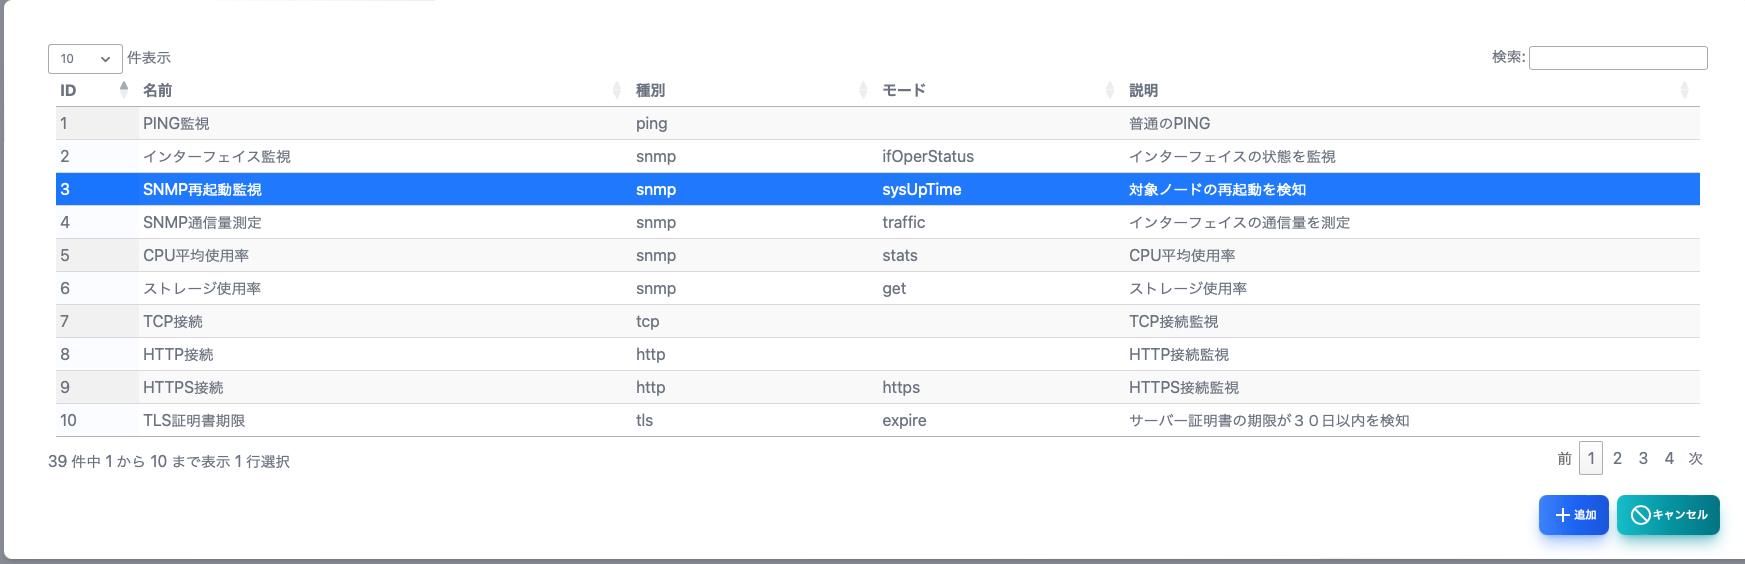 10 件表示 検索:
ID 名前 種別 モード 説明
1 PING監視 ping 普通のPING
2 インターフェイス監視 snmp ifOperStatus インターフェイスの状態を監視
3 SNMP再起動監視 snmp sysUpTime 対象ノードの再起動を検知
4 SNMP通信量測定 snmp traffic インターフェイスの通信量を測定
5 CPU平均使用率 snmp stats CPU平均使用率
6 ストレージ使用率 snmp get ストレージ使用率
7 TCP接続 tcp TCP接続監視
8 HTTP接続 http HTTP接続監視
9 HTTPS接続 http https HTTPS接続監視
10 TLS証明書期限 tls expire サーバー証明書の期限が３０日以内を検知
39 件中 1 から 10 まで表示 1 行選択 前 1 2 3 4 次
追加 キャンセル